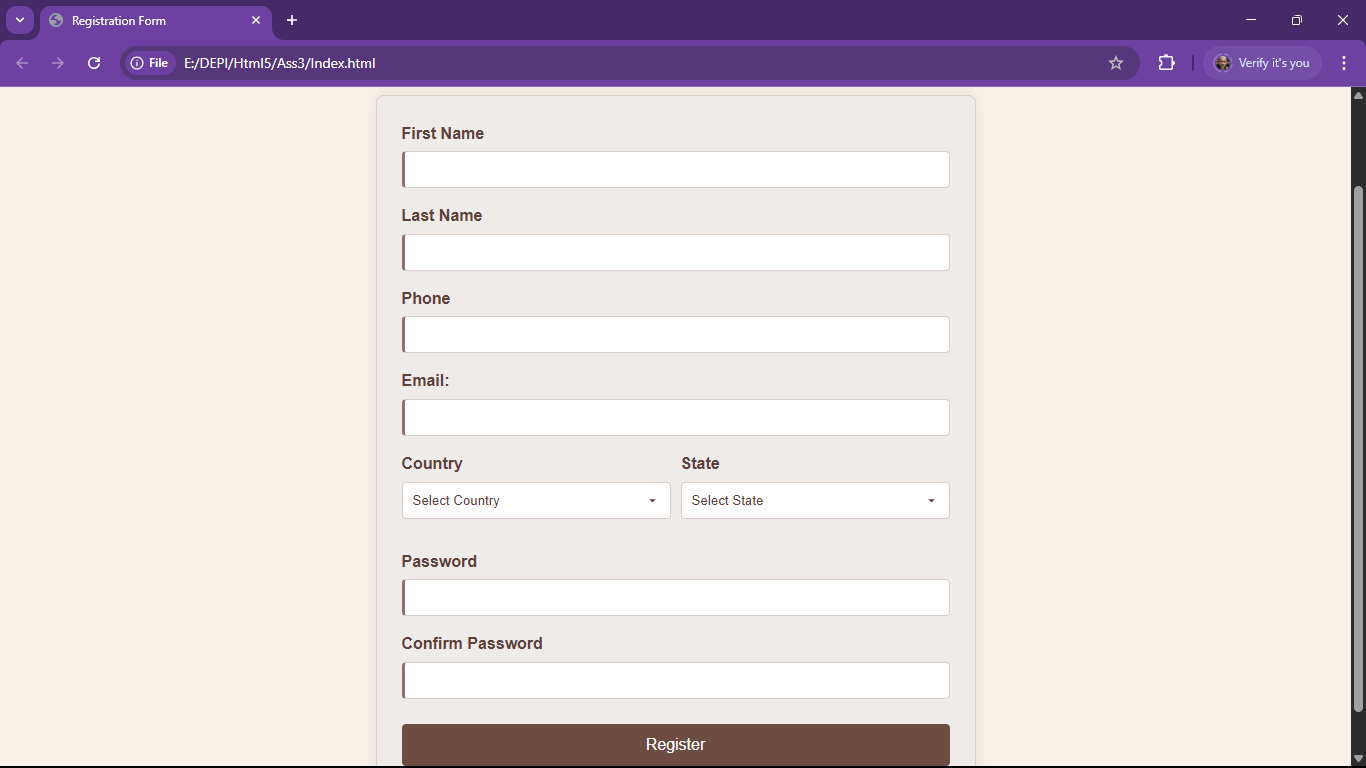 Registration Form
File E:/DEPI/Html5/Ass3/Index.html Verify it's you
First Name
Last Name
Phone
Email:
Country State
Select Country Select State
Password
Confirm Password
Register